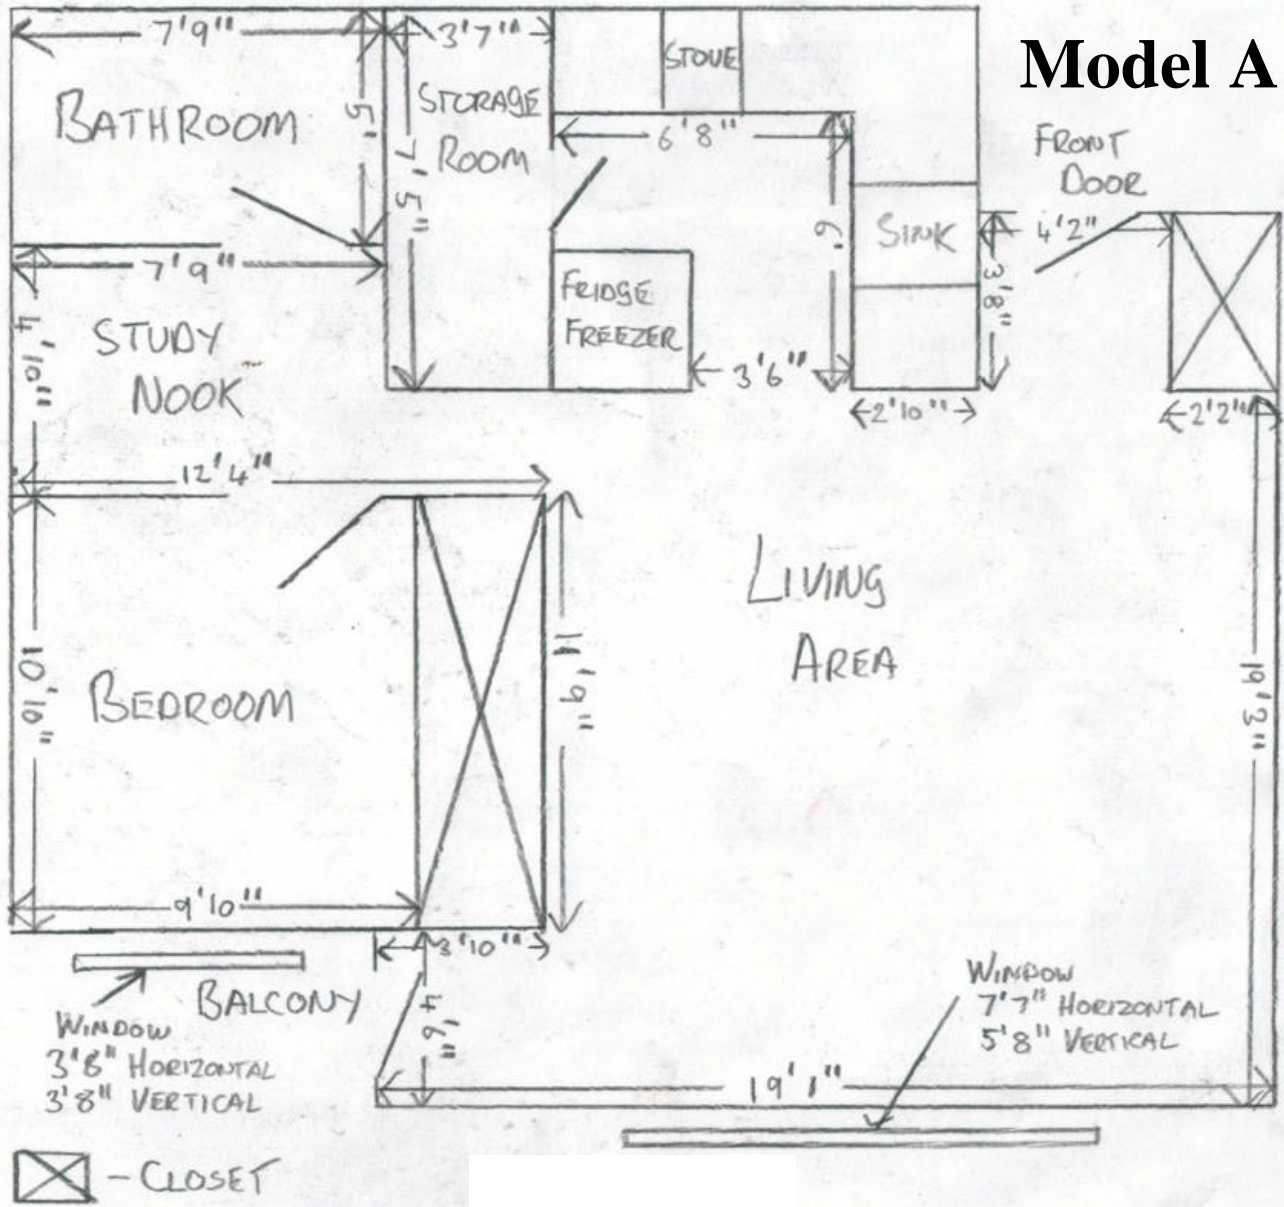 Model A
7'9"
3'7"
STOVE
BATHROOM
5'
STORAGE
ROOM
7'5"
6'8"
FRONT
DOOR
6'
SINK
4'2"
7'9"
3'8"
FRIDGE
FREEZER
4'10"
STUDY
NOOK
3'6"
2'10"
2'2"
12'4"
LIVING
AREA
10'10"
BEDROOM
11'9"
19'3"
9'10"
3'10"
BALCONY
4'6"
WINDOW
3'8" HORIZONTAL
3'8" VERTICAL
WINDOW
7'7" HORIZONTAL
5'8" VERTICAL
19'1"
- CLOSET